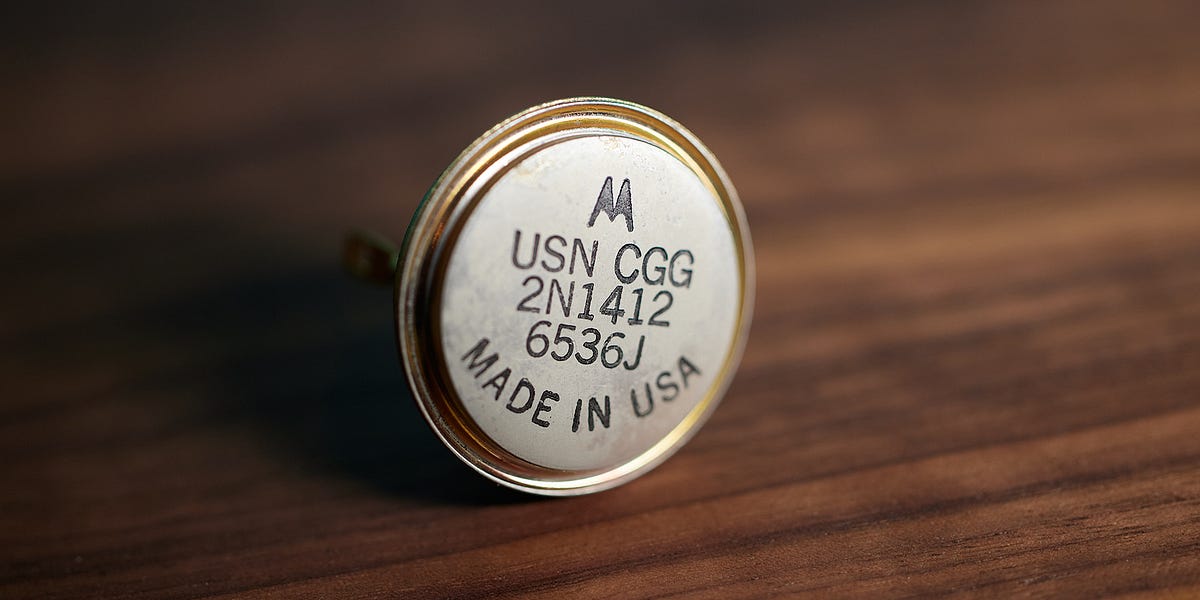 USN CGG
2N1412
6536J
MADE IN USA